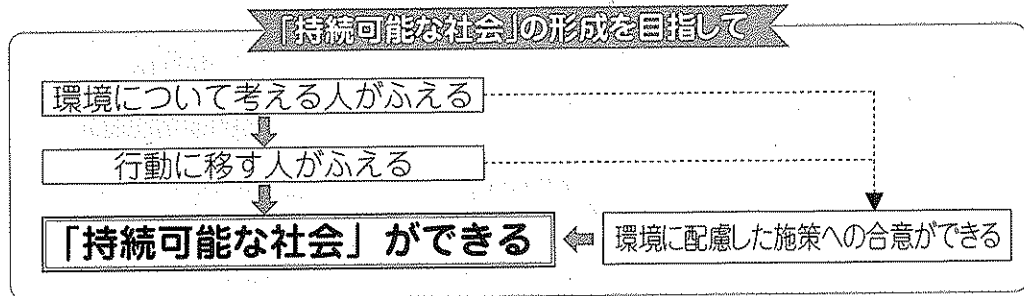 「持続可能な社会」の形成を目指して
環境について考える人がふえる
行動に移す人がふえる
「持続可能な社会」ができる
環境に配慮した施策への合意ができる